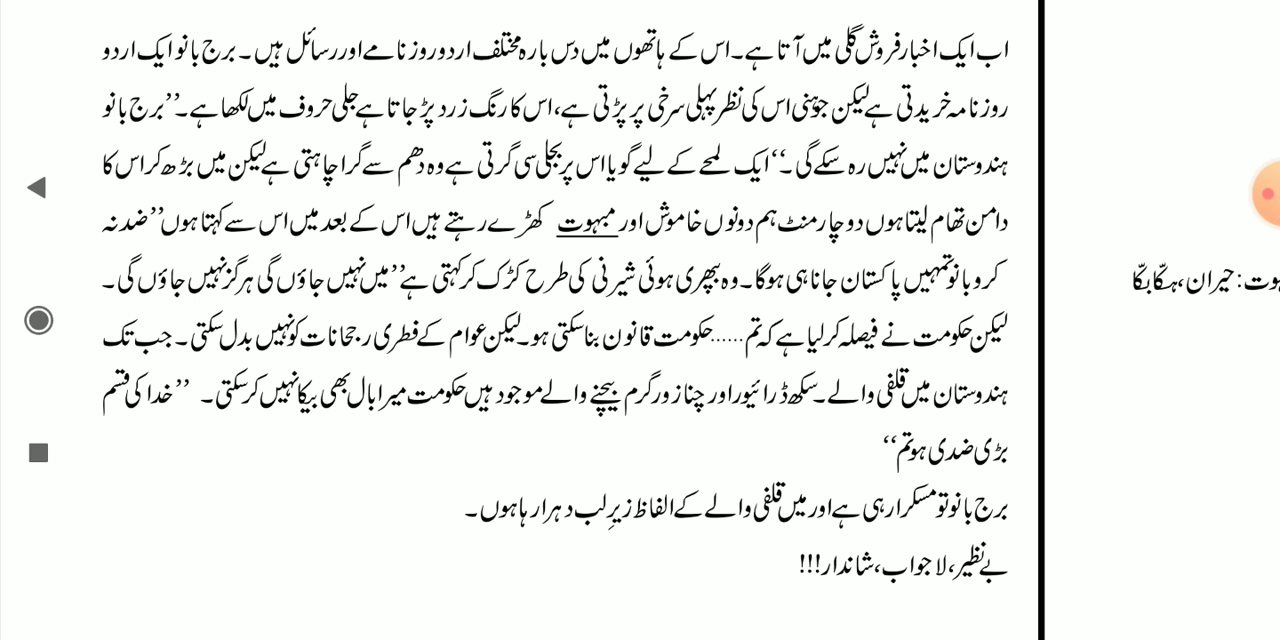 اب ایک اخبار فروش گلی میں آتا ہے۔ اس کے ہاتھوں میں دس بارہ مختلف اردو روزنامے اور رسائل ہیں۔ برج بانو ایک اردو
روزنامہ خریدتی ہے لیکن جونہی اس کی نظر پہلی سرخی پر پڑتی ہے، اس کا رنگ زرد پڑ جاتا ہے جلی حروف میں لکھا ہے۔’’برج بانو
ہندوستان میں نہیں رہ سکے گی۔‘‘ ایک لمحے کے لیے گویا اس پر بجلی سی گرتی ہے وہ دھم سے گرا چاہتی ہے لیکن میں بڑھ کر اس کا
دامن تھام لیتا ہوں دو چار منٹ ہم دونوں خاموش اور مبہوت کھڑے رہتے ہیں اس کے بعد میں اس سے کہتا ہوں’’ضد نہ
کرو بانو تمہیں پاکستان جانا ہی ہوگا۔ وہ بپھری ہوئی شیرنی کی طرح کڑک کر کہتی ہے’’میں نہیں جاؤں گی ہرگز نہیں جاؤں گی۔
لیکن حکومت نے فیصلہ کر لیا ہے کہ تم......حکومت قانون بنا سکتی ہو۔ لیکن عوام کے فطری رجحانات کو نہیں بدل سکتی۔ جب تک
ہندوستان میں قلفی والے۔ سکھ ڈرائیور اور چنا زور گرم بیچنے والے موجود ہیں حکومت میرا بال بھی بیکا نہیں کر سکتی۔ ’’خدا کی قسم
بڑی ضدی ہو تم‘‘
برج بانو تو مسکرا رہی ہے اور میں قلفی والے کے الفاظ زیرِ لب دہرا رہا ہوں۔
بے نظیر، لاجواب، شاندار!!!
: حیران، ہکّا بکّا